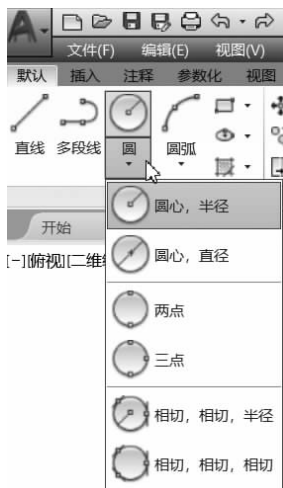 文件(F) 编辑(E) 视图(V)
默认 插入 注释 参数化 视图
直线 多段线 圆 圆弧
开始
[-][俯视][二维线
圆心，半径
圆心，直径
两点
三点
相切，相切，半径
相切，相切，相切